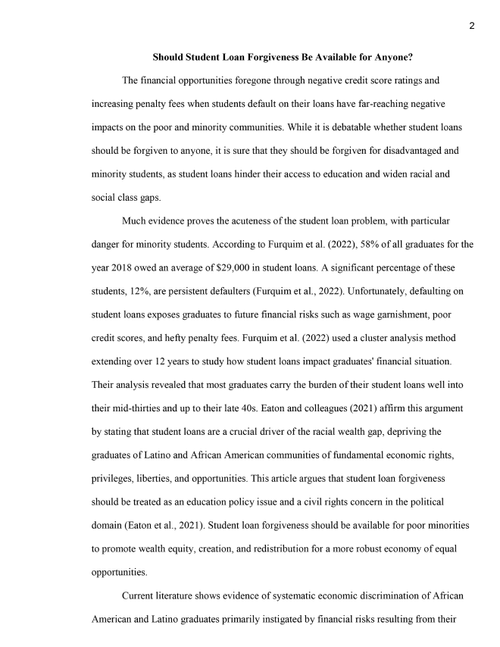 2
Should Student Loan Forgiveness Be Available for Anyone?
The financial opportunities foregone through negative credit score ratings and
increasing penalty fees when students default on their loans have far-reaching negative
impacts on the poor and minority communities. While it is debatable whether student loans
should be forgiven to anyone, it is sure that they should be forgiven for disadvantaged and
minority students, as student loans hinder their access to education and widen racial and
social class gaps.
Much evidence proves the acuteness of the student loan problem, with particular
danger for minority students. According to Furquim et al. (2022), 58% of all graduates for the
year 2018 owed an average of $29,000 in student loans. A significant percentage of these
students, 12%, are persistent defaulters (Furquim et al., 2022). Unfortunately, defaulting on
student loans exposes graduates to future financial risks such as wage garnishment, poor
credit scores, and hefty penalty fees. Furquim et al. (2022) used a cluster analysis method
extending over 12 years to study how student loans impact graduates' financial situation.
Their analysis revealed that most graduates carry the burden of their student loans well into
their mid-thirties and up to their late 40s. Eaton and colleagues (2021) affirm this argument
by stating that student loans are a crucial driver of the racial wealth gap, depriving the
graduates of Latino and African American communities of fundamental economic rights,
privileges, liberties, and opportunities. This article argues that student loan forgiveness
should be treated as an education policy issue and a civil rights concern in the political
domain (Eaton et al., 2021). Student loan forgiveness should be available for poor minorities
to promote wealth equity, creation, and redistribution for a more robust economy of equal
opportunities.
Current literature shows evidence of systematic economic discrimination of African
American and Latino graduates primarily instigated by financial risks resulting from their